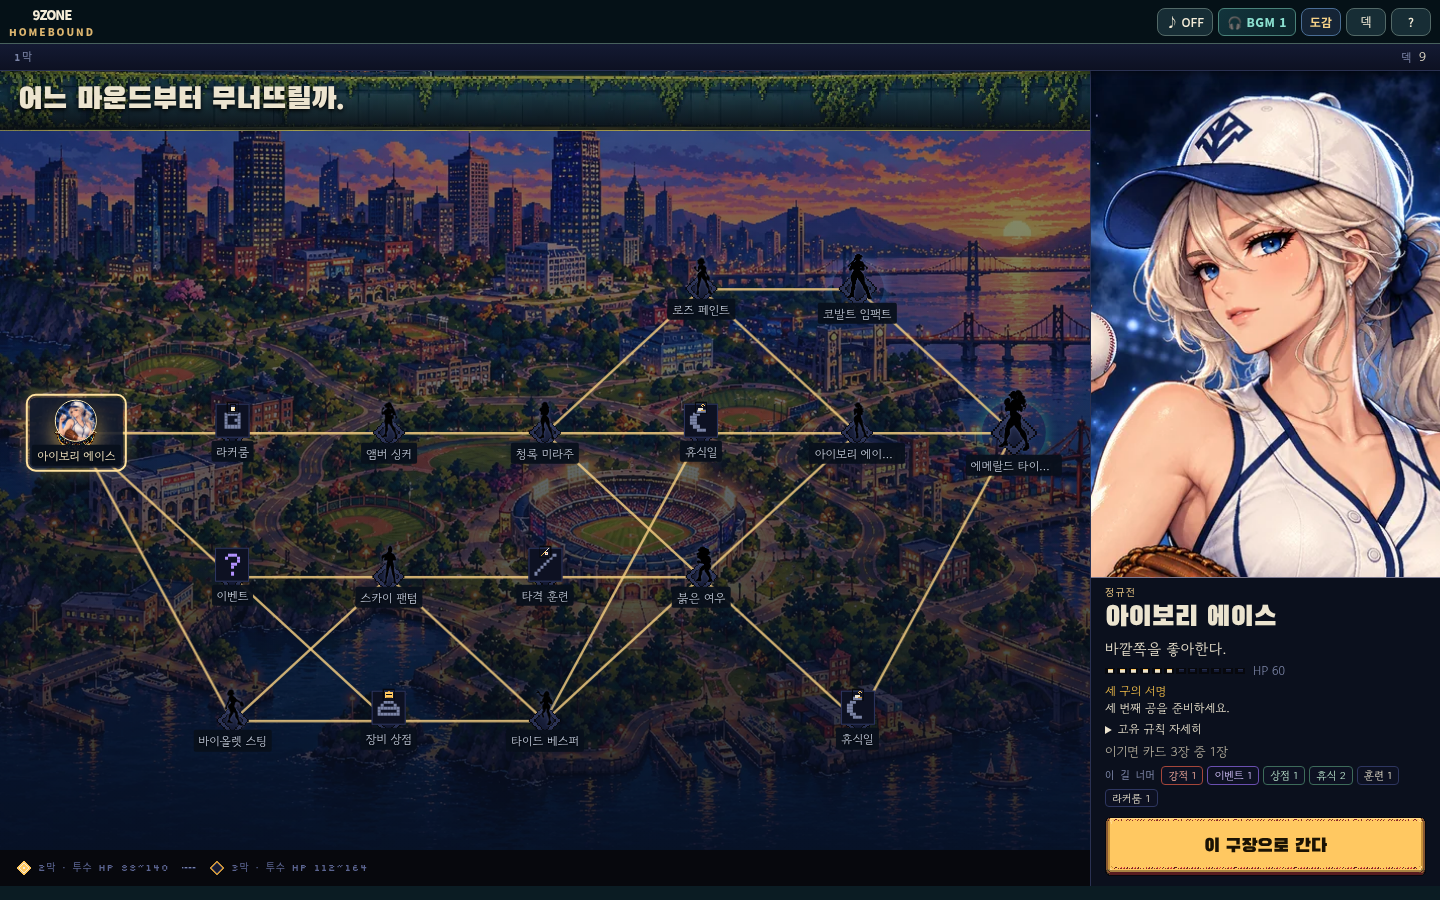 9ZONE
HOMEBOUND
♪ OFF
🎧 BGM 1
도감
덱
?
1막
덱 9
어느 마운드부터 무너뜨릴까.
로즈 페인트
코발트 임팩트
아이보리 에이스
라커룸
앰버 싱커
청록 미라주
휴식일
아이보리 에이...
에메랄드 타이...
이벤트
스카이 팬텀
타격 훈련
붉은 여우
바이올렛 스팅
장비 상점
타이드 베스퍼
휴식일
2막 · 투수 HP 88~140
3막 · 투수 HP 112~164
정규전
아이보리 에이스
바깥쪽을 좋아한다.
HP 60
세 구의 서명
세 번째 공을 준비하세요.
▶ 고유 규칙 자세히
이기면 카드 3장 중 1장
이 길 너머 강적 1 이벤트 1 상점 1 휴식 2 훈련 1
라커룸 1
이 구장으로 간다